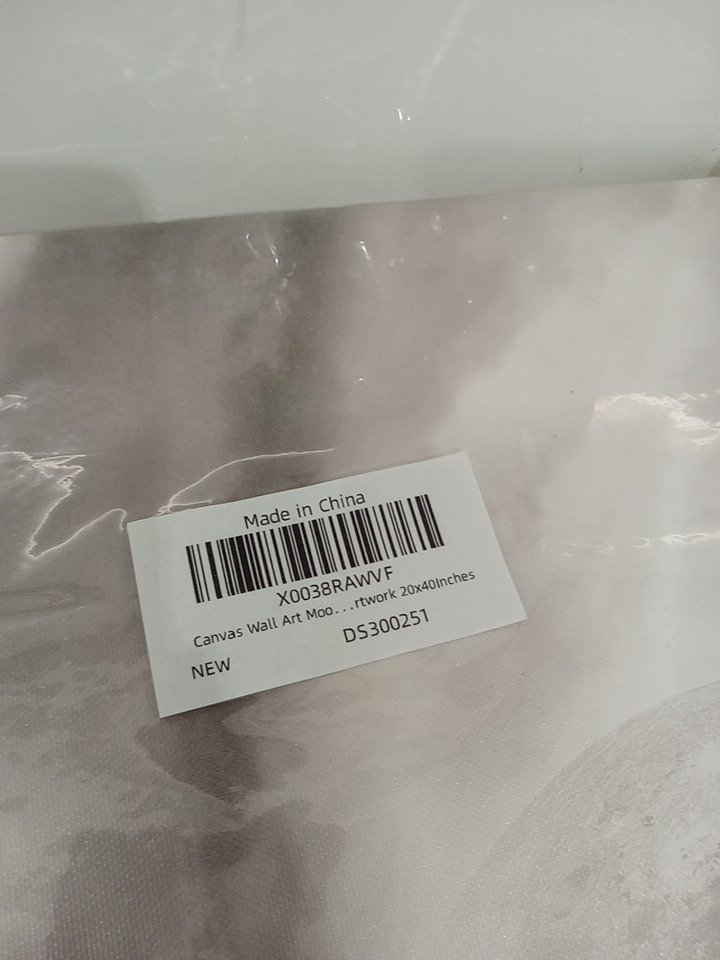 Made in China
X0038RAWVF
Canvas Wall Art Moo...rtwork 20x40Inches
NEW
DS300251